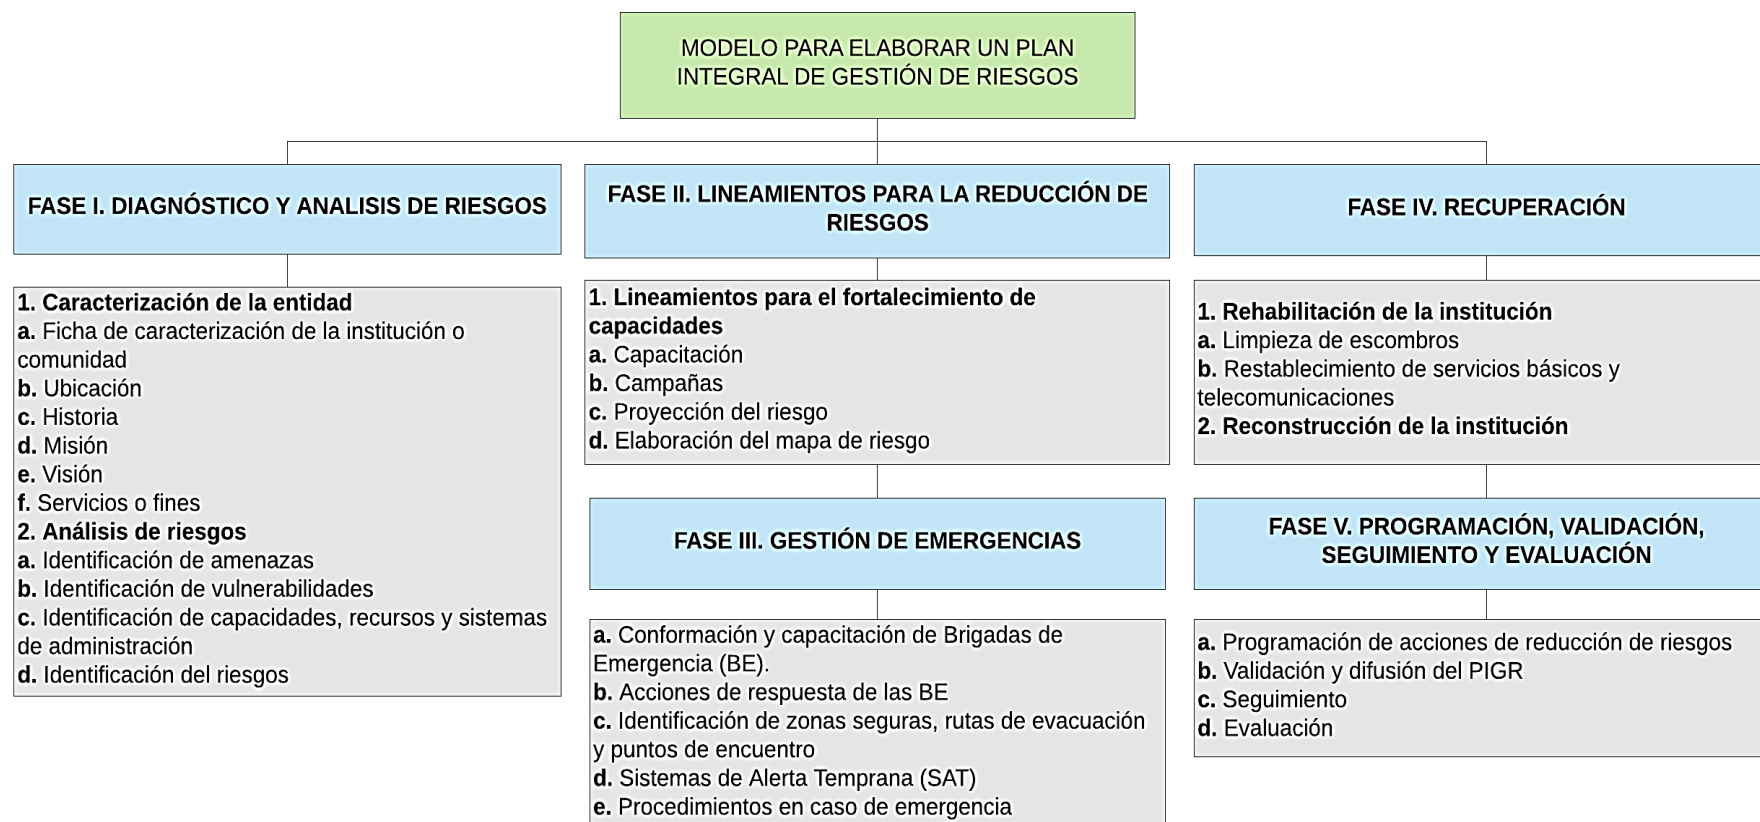 MODELO PARA ELABORAR UN PLAN
INTEGRAL DE GESTIÓN DE RIESGOS
FASE I. DIAGNÓSTICO Y ANALISIS DE RIESGOS
1. Caracterización de la entidad
a. Ficha de caracterización de la institución o
comunidad
b. Ubicación
c. Historia
d. Misión
e. Visión
f. Servicios o fines
2. Análisis de riesgos
a. Identificación de amenazas
b. Identificación de vulnerabilidades
c. Identificación de capacidades, recursos y sistemas
de administración
d. Identificación del riesgos
FASE II. LINEAMIENTOS PARA LA REDUCCIÓN DE
RIESGOS
1. Lineamientos para el fortalecimiento de
capacidades
a. Capacitación
b. Campañas
c. Proyección del riesgo
d. Elaboración del mapa de riesgo
FASE III. GESTIÓN DE EMERGENCIAS
a. Conformación y capacitación de Brigadas de
Emergencia (BE).
b. Acciones de respuesta de las BE
c. Identificación de zonas seguras, rutas de evacuación
y puntos de encuentro
d. Sistemas de Alerta Temprana (SAT)
e. Procedimientos en caso de emergencia
FASE IV. RECUPERACIÓN
1. Rehabilitación de la institución
a. Limpieza de escombros
b. Restablecimiento de servicios básicos y
telecomunicaciones
2. Reconstrucción de la institución
FASE V. PROGRAMACIÓN, VALIDACIÓN,
SEGUIMIENTO Y EVALUACIÓN
a. Programación de acciones de reducción de riesgos
b. Validación y difusión del PIGR
c. Seguimiento
d. Evaluación